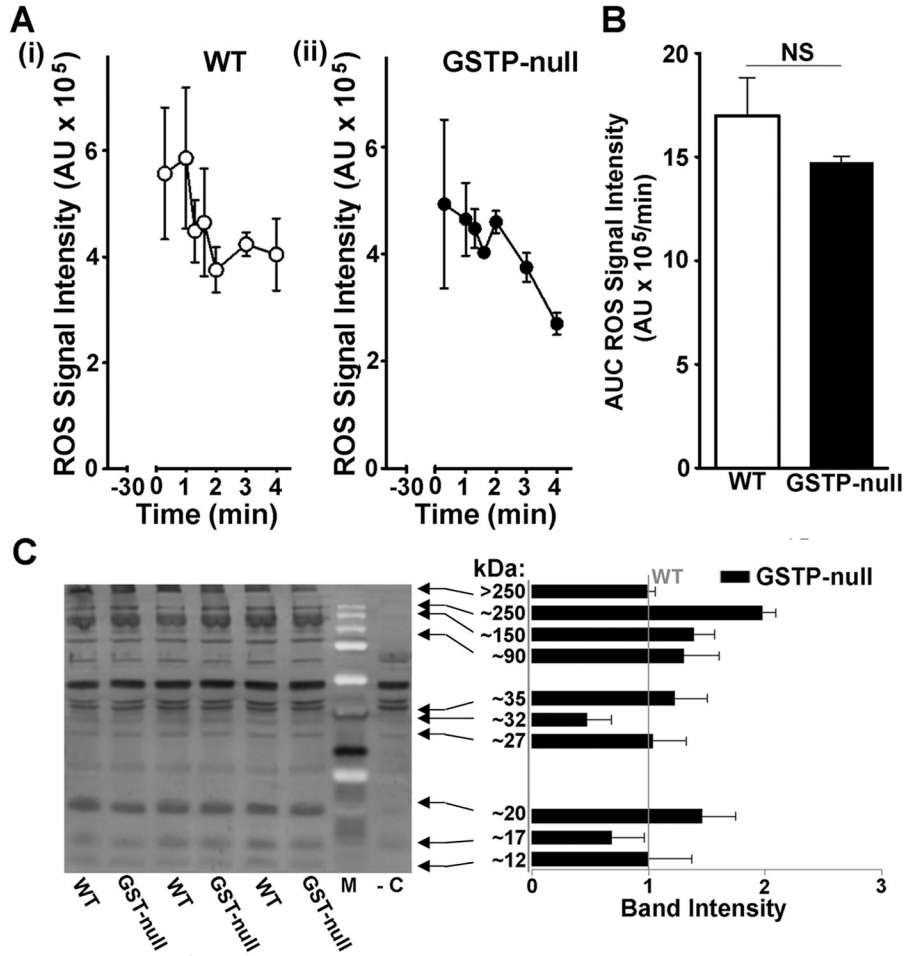 A
(i)
WT
ROS Signal Intensity (AU x 10⁵)
6
4
2
0
-30 0 1 2 3 4
Time (min)
(ii)
GSTP-null
ROS Signal Intensity (AU x 10⁵)
6
4
2
0
-30 0 1 2 3 4
Time (min)
B
NS
AUC ROS Signal Intensity
(AU x 10⁵/min)
20
15
10
5
0
WT GSTP-null
C
WT GST-null WT GST-null WT GST-null M - C
kDa:
WT
GSTP-null
>250
~250
~150
~90
~35
~32
~27
~20
~17
~12
0 1 2 3
Band Intensity